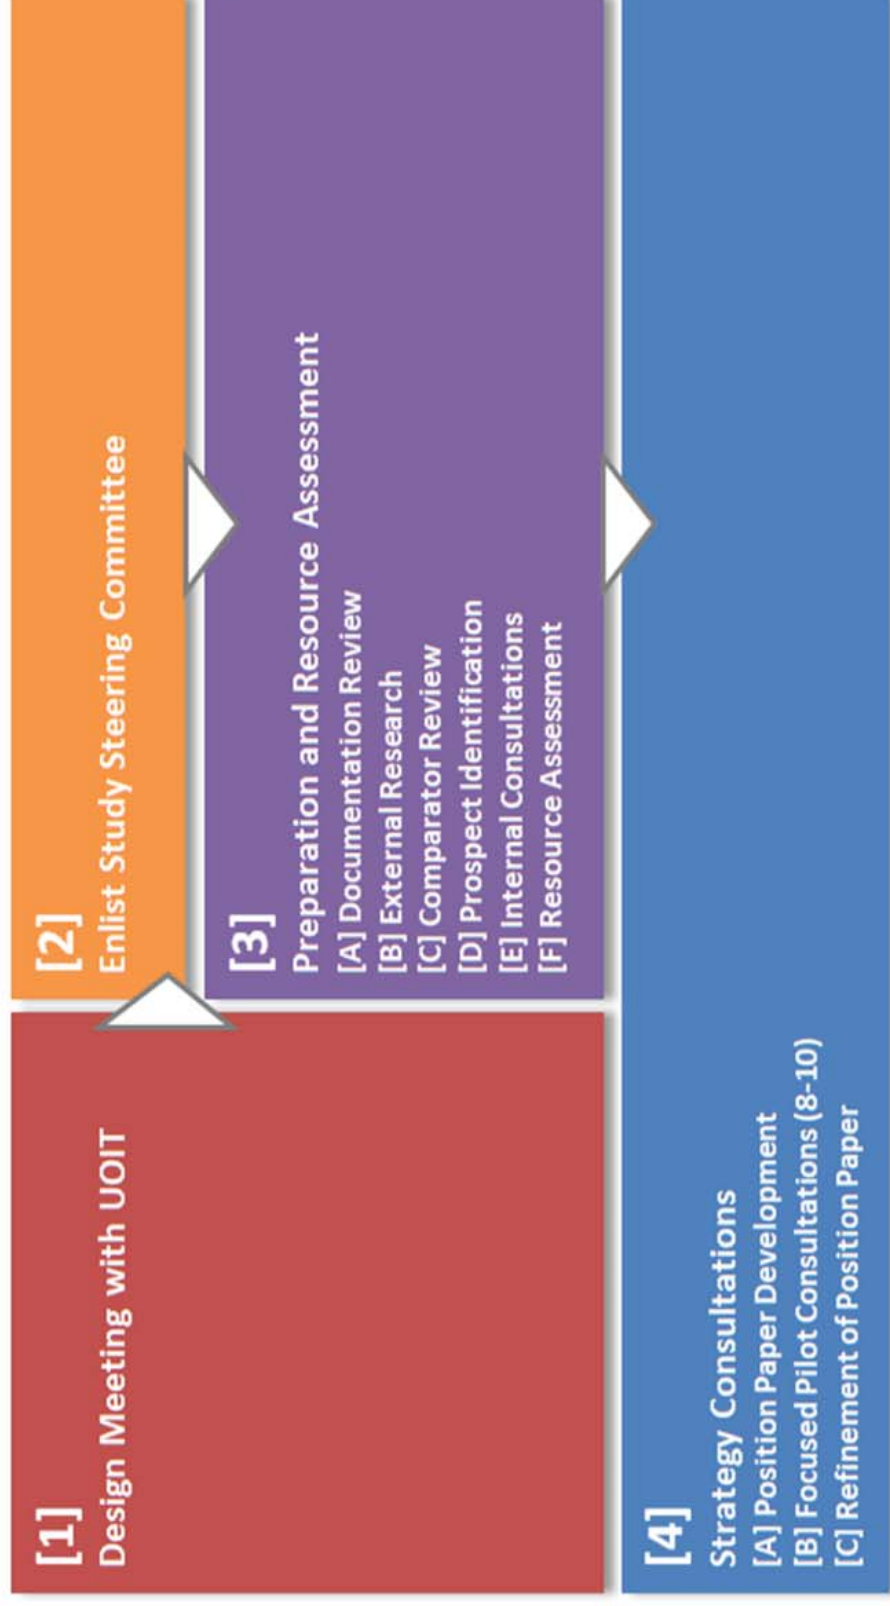 [1]
Design Meeting with UOIT
[2]
Enlist Study Steering Committee
[3]
Preparation and Resource Assessment
[A] Documentation Review
[B] External Research
[C] Comparator Review
[D] Prospect Identification
[E] Internal Consultations
[F] Resource Assessment
[4]
Strategy Consultations
[A] Position Paper Development
[B] Focused Pilot Consultations (8-10)
[C] Refinement of Position Paper